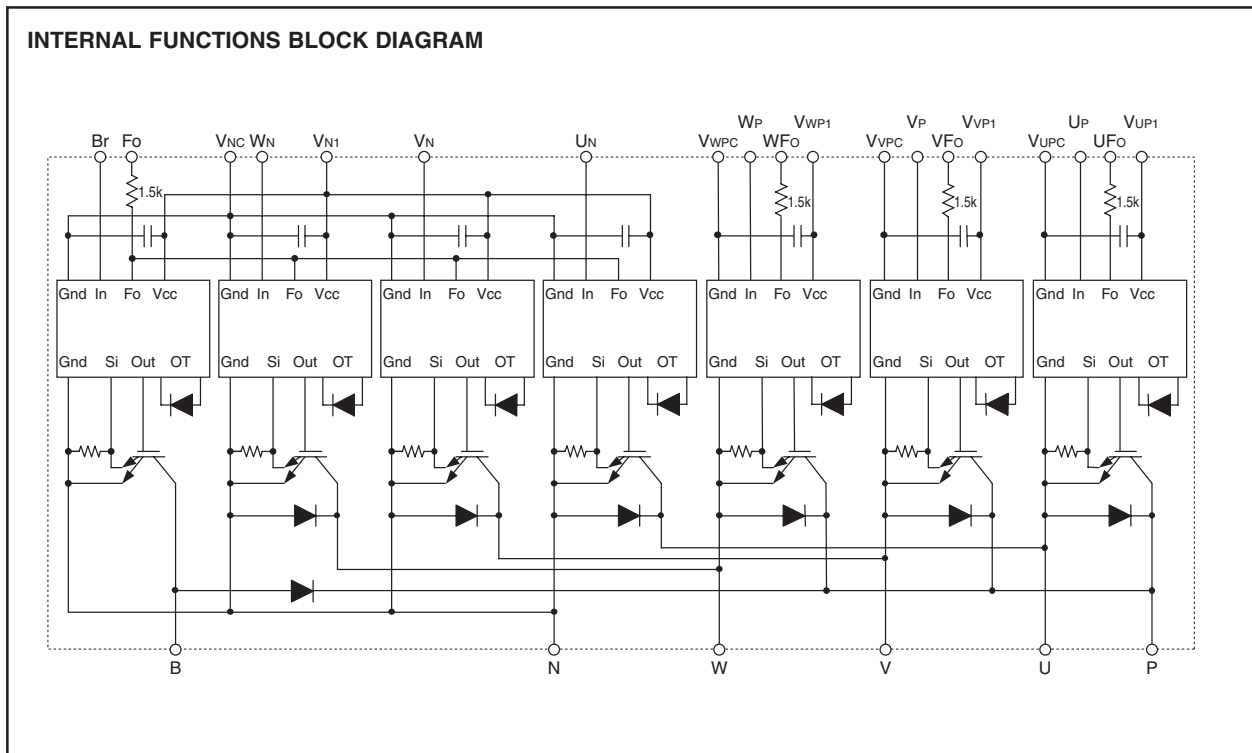 INTERNAL FUNCTIONS BLOCK DIAGRAM
WP VWP1 VP VVP1 UP VUP1
Br FO VNC WN VN1 VN UN VWPC WFO VVPC VFO VUPC UFO
1.5k 1.5k 1.5k 1.5k
Gnd In Fo Vcc Gnd In Fo Vcc Gnd In Fo Vcc Gnd In Fo Vcc Gnd In Fo Vcc Gnd In Fo Vcc Gnd In Fo Vcc
Gnd Si Out OT Gnd Si Out OT Gnd Si Out OT Gnd Si Out OT Gnd Si Out OT Gnd Si Out OT Gnd Si Out OT
B N W V U P